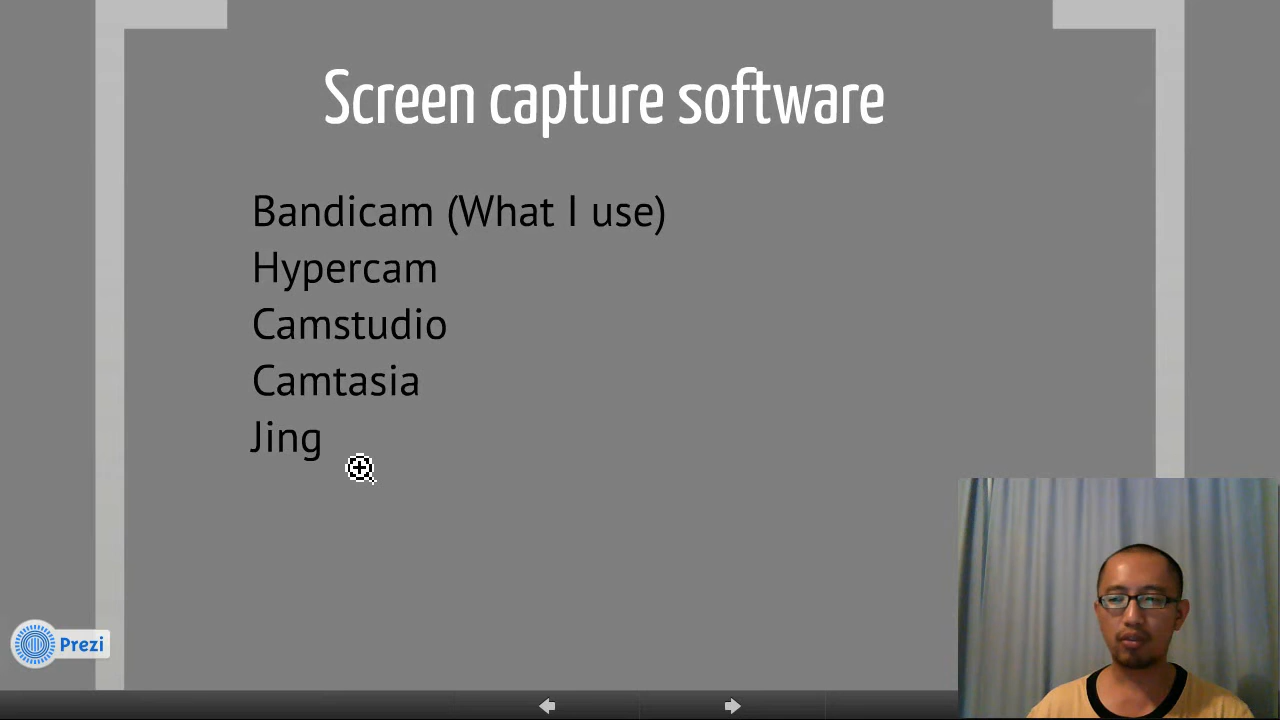 Screen capture software
Bandicam (What I use)
Hypercam
Camstudio
Camtasia
Jing
Prezi